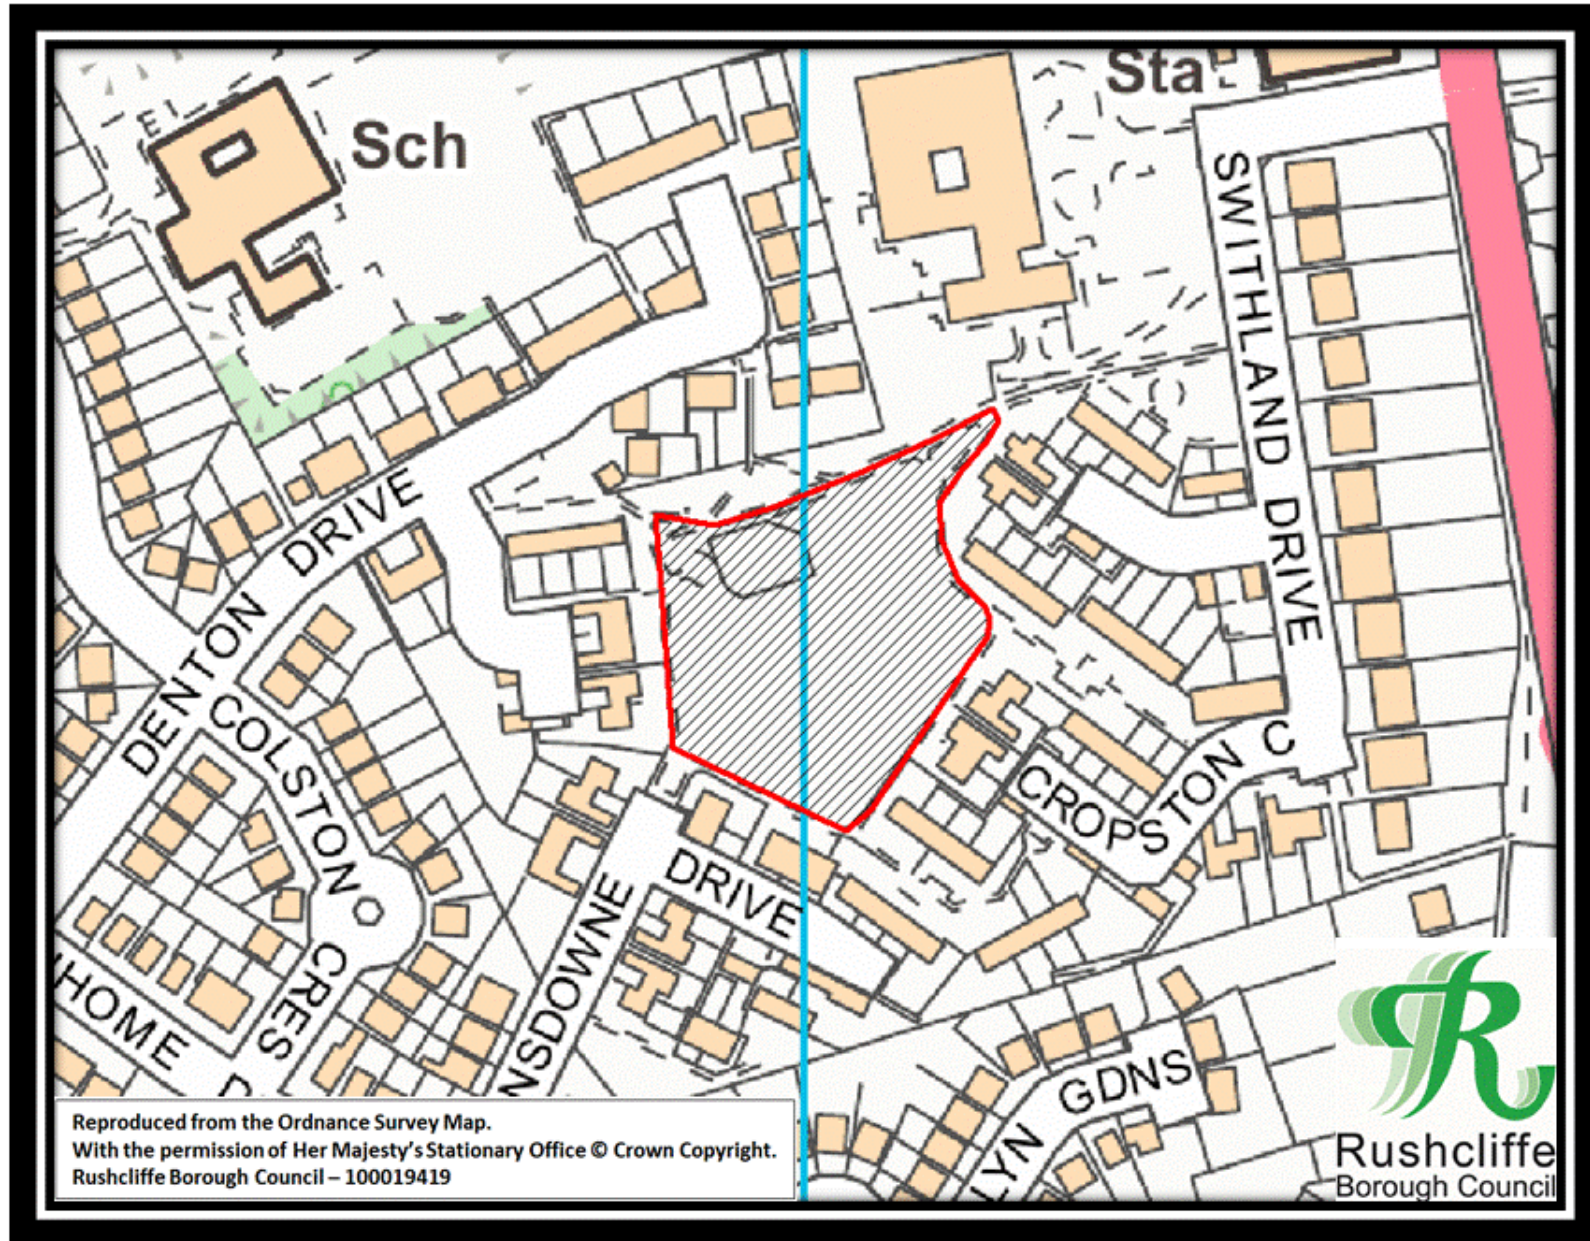 Sch
Sta
SWITHLAND DRIVE
DENTON DRIVE
COLSTON CRES
CROPSTON C
DRIVE
NSDOWNE
HOME
D
GDNS
LYN
Reproduced from the Ordnance Survey Map.
With the permission of Her Majesty’s Stationary Office © Crown Copyright.
Rushcliffe Borough Council – 100019419
R
Rushcliffe
Borough Council